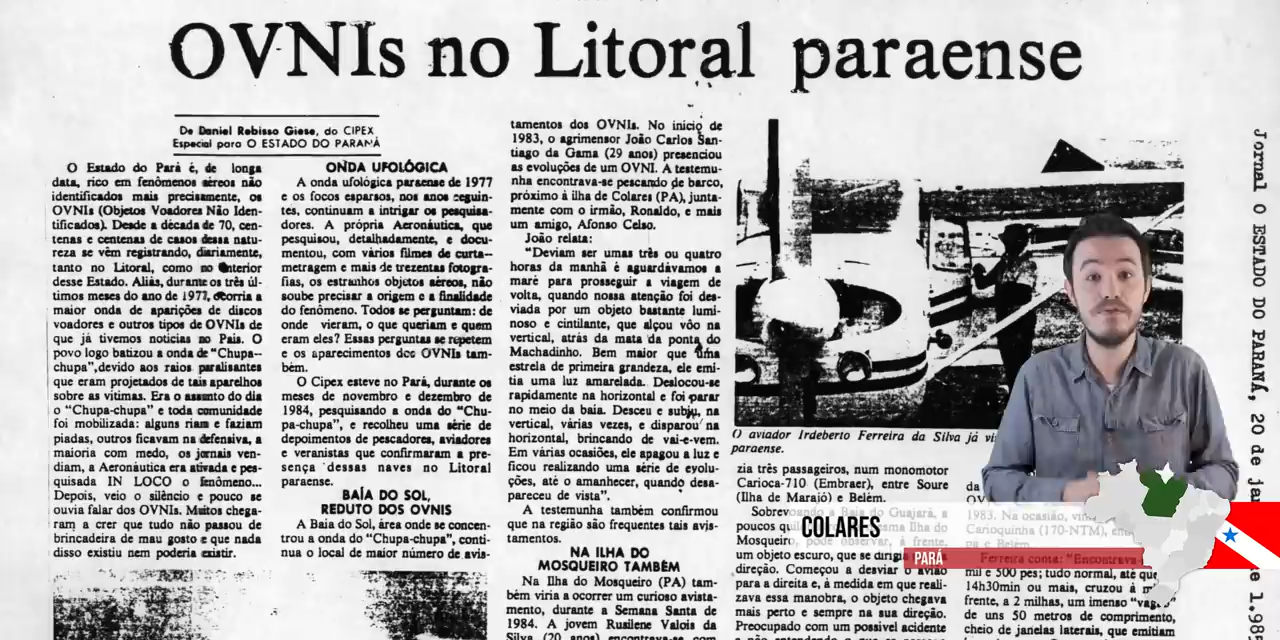 OVNIs no Litoral paraense
De Daniel Rebisso Giese, do CIPEX
Especial para O ESTADO DO PARANÁ
O Estado do Pará é, de longa
data, rico em fenômenos aéreos não
identificados mais precisamente, os
OVNIs (Objetos Voadores Não Iden-
tificados). Desde a década de 70, cen-
tenas e centenas de casos dessa natu-
reza se vêm registrando, diariamente,
tanto no Litoral, como no interior
desse Estado. Aliás, durante os três úl-
timos meses do ano de 1977, ocorria a
maior onda de aparições de discos
voadores e outros tipos de OVNIs de
que já tivemos notícias no País. O
povo logo batizou a onda de "Chupa-
chupa", devido aos raios paralisantes
que eram projetados de tais aparelhos
sobre as vítimas. Era o assunto do dia
o "Chupa-chupa" e toda comunidade
foi mobilizada: alguns riam e faziam
piadas, outros ficavam na defensiva, a
maioria com medo, os jornais ven-
diam, a Aeronáutica era ativada e pes-
quisada IN LOCO o fenômeno...
Depois, veio o silêncio e pouco se
ouvia falar dos OVNIs. Muitos chega-
ram a crer que tudo não passou de
brincadeira de mau gosto e que nada
disso existiu nem poderia existir.
ONDA UFOLÓGICA
A onda ufológica paraense de 1977
e os focos esparsos, nos anos seguin-
tes, continuam a intrigar os pesquisa-
dores. A própria Aeronáutica, que
pesquisou, detalhadamente, e docu-
mentou, com vários filmes de curta-
metragem e mais de trezentas fotogra-
fias, os estranhos objetos aéreos, não
soube precisar a origem e a finalidade
do fenômeno. Todos se perguntam: de
onde vieram, o que queriam e quem
eram eles? Essas perguntas se repetem
e os aparecimentos dos OVNIs tam-
bém.
O Cipex esteve no Pará, durante os
meses de novembro e dezembro de
1984, pesquisando a onda do "Chu-
pa-chupa", e recolheu uma série de
depoimentos de pescadores, aviadores
e veranistas que confirmaram a pre-
sença dessas naves no Litoral
paraense.
BAÍA DO SOL,
REDUTO DOS OVNIS
A Baía do Sol, área onde se concen-
trou a onda do "Chupa-chupa", conti-
nua o local de maior número de avis-
tamentos dos OVNIs. No início de
1983, o agrimensor João Carlos San-
tiago da Gama (29 anos) presenciou
as evoluções de um OVNI. A testemu-
nha encontrava-se pescando de barco,
próximo à ilha de Colares (PA), junta-
mente com o irmão, Ronaldo, e mais
um amigo, Afonso Celso.
João relata:
"Deviam ser umas três ou quatro
horas da manhã e aguardávamos a
maré para prosseguir a viagem de
volta, quando nossa atenção foi des-
viada por um objeto bastante lumi-
noso e cintilante, que alçou vôo na
vertical, atrás da mata da ponta do
Machadinho. Bem maior que uma
estrela de primeira grandeza, ele emi-
tia uma luz amarelada. Deslocou-se
rapidamente na horizontal e foi parar
no meio da baía. Desceu e subiu, na
vertical, várias vezes, e disparou na
horizontal, brincando de vai-e-vem.
Em várias ocasiões, ele apagou a luz e
ficou realizando uma série de evolu-
ções, até o amanhecer, quando desa-
pareceu de vista".
A testemunha também confirmou
que na região são frequentes tais avis-
tamentos.
NA ILHA DO
MOSQUEIRO TAMBÉM
Na Ilha do Mosqueiro (PA) tam-
bém viria a ocorrer um curioso avista-
mento, durante a Semana Santa de
1984. A jovem Rusilene Valois da
Silva (20 anos) encontrava-se com
O aviador Irdeberto Ferreira da Silva já vi
paraense.
zia três passageiros, num monomotor
Carioca-710 (Embraer), entre Soure
(Ilha de Marajó) e Belém.
Sobrevoando a Baía do Guajará, a
poucos
Mosqueiro, pôde observar, à frente,
um objeto escuro, que se dirigia
direção. Começou a desviar o avião
para a direita e, à medida em que reali-
zava essa manobra, o objeto chegava
mais perto e sempre na sua direção.
Preocupado com um possível acidente
da
1983. Na ocasião,
Carioquinha (170-NTM),
Ferreira conta: "Encontrava-
mil e 500 pes; tudo normal, até que,
14h30min ou mais, cruzou à
frente, a 2 milhas, um imenso
de uns 50 metros de comprimento,
cheio de janelas laterais, que emitiam
Jornal O ESTADO DO PARANÁ, 20 de
COLARES
PARÁ